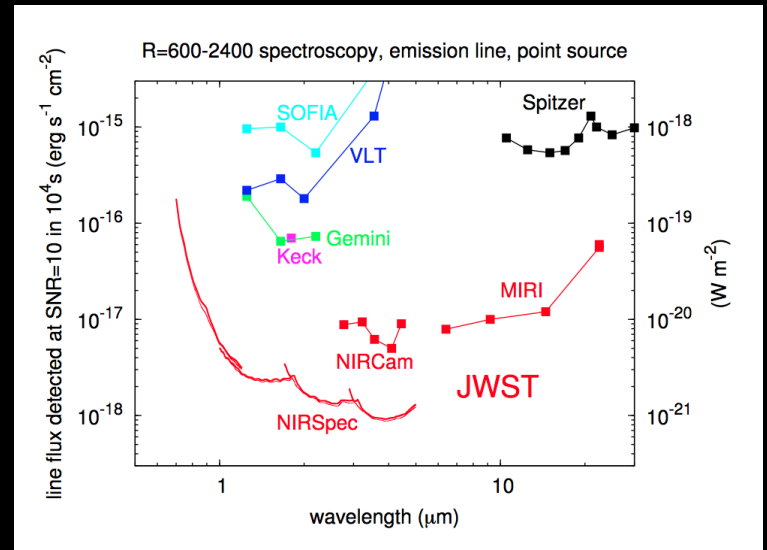 R=600-2400 spectroscopy, emission line, point source
line flux detected at SNR=10 in 10⁴s (erg s⁻¹ cm⁻²)
10⁻¹⁵
10⁻¹⁶
10⁻¹⁷
10⁻¹⁸
SOFIA
VLT
Gemini
Keck
Spitzer
MIRI
NIRCam
JWST
NIRSpec
10⁻¹⁸
10⁻¹⁹
10⁻²⁰
10⁻²¹
(W m⁻²)
1
10
wavelength (μm)